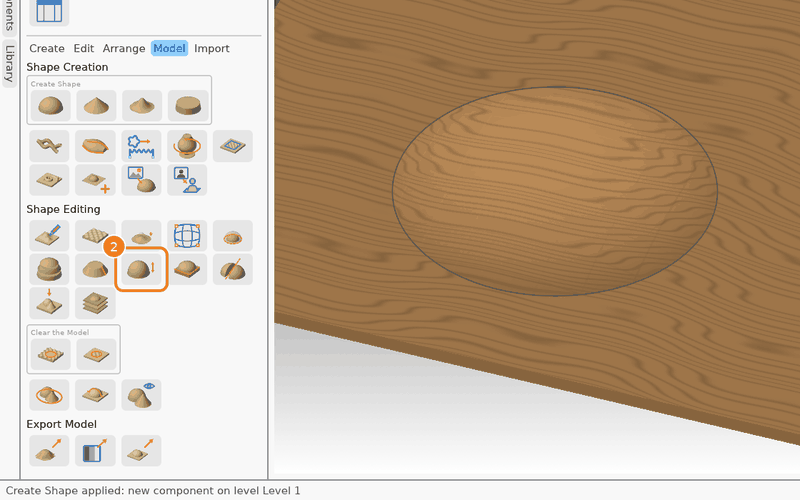 nents
Library
Create Edit Arrange Model Import
Shape Creation
Create Shape
Shape Editing
2
Clear the Model
Export Model
Create Shape applied: new component on level Level 1